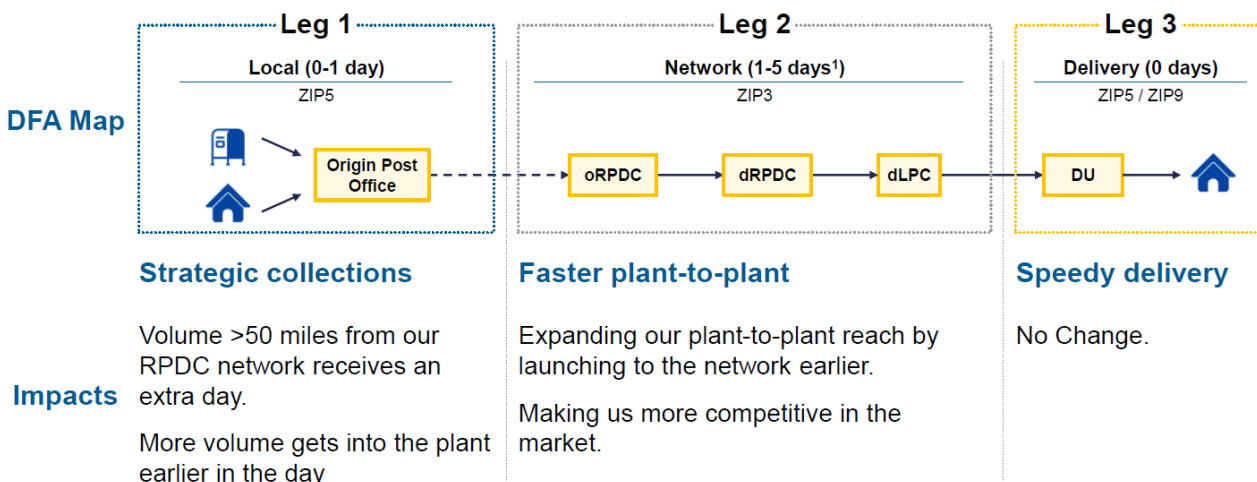 Leg 1
Leg 2
Leg 3
Local (0-1 day)
Network (1-5 days¹)
Delivery (0 days)
ZIP5
ZIP3
ZIP5 / ZIP9
DFA Map
Origin Post
Office
oRPDC
dRPDC
dLPC
DU
Strategic collections
Faster plant-to-plant
Speedy delivery
Impacts
Volume >50 miles from our
RPDC network receives an
extra day.
More volume gets into the plant
earlier in the day
Expanding our plant-to-plant reach by
launching to the network earlier.
Making us more competitive in the
market.
No Change.